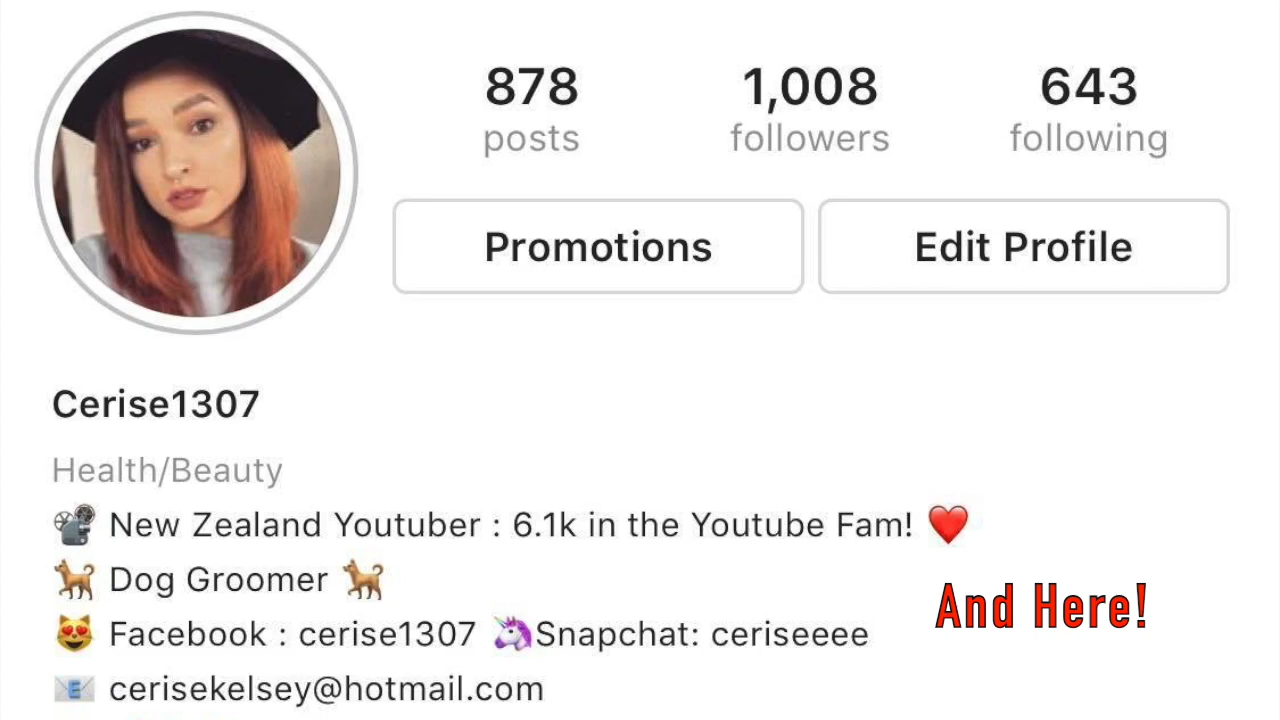 878 1,008 643
posts followers following
Promotions Edit Profile
Cerise1307
Health/Beauty
📽 New Zealand Youtuber : 6.1k in the Youtube Fam! ❤️
🐕 Dog Groomer 🐕
😻 Facebook : cerise1307 🦄Snapchat: ceriseeee
And Here!
📧 cerisekelsey@hotmail.com